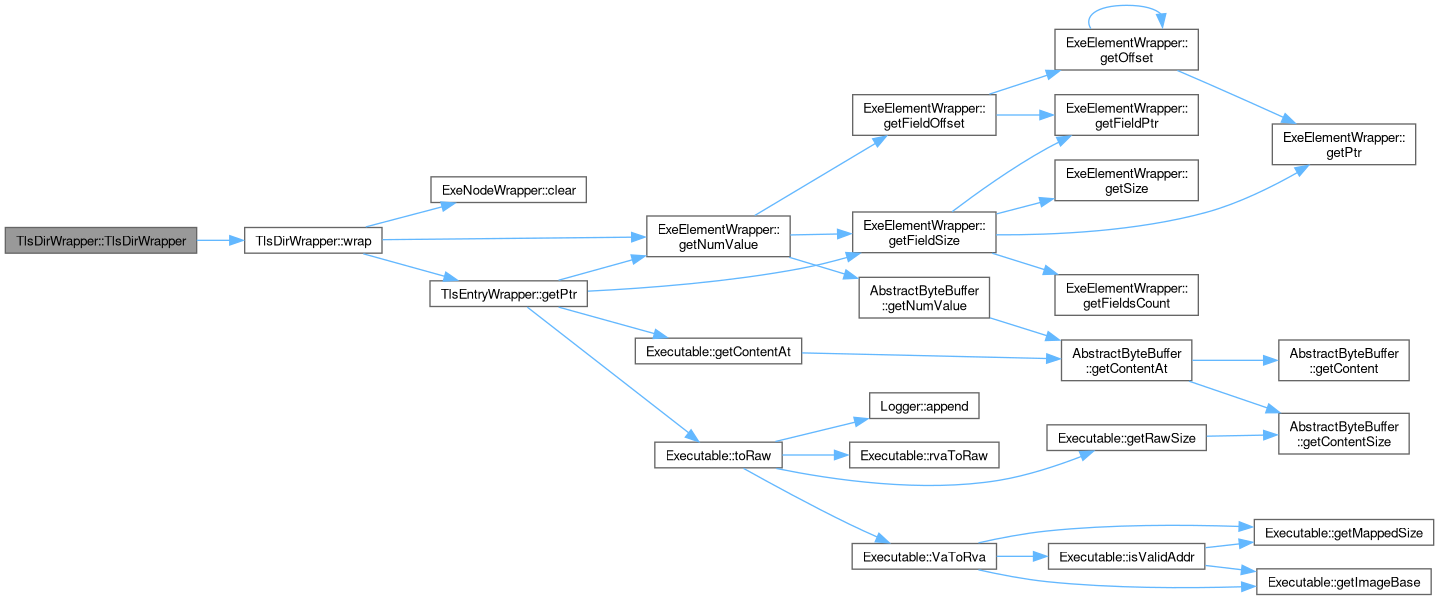 TlsDirWrapper::TlsDirWrapper
TlsDirWrapper::wrap
ExeNodeWrapper::clear
ExeElementWrapper::
getNumValue
TlsEntryWrapper::getPtr
ExeElementWrapper::
getFieldOffset
ExeElementWrapper::
getFieldSize
AbstractByteBuffer
::getNumValue
Executable::getContentAt
Executable::toRaw
ExeElementWrapper::
getOffset
ExeElementWrapper::
getFieldPtr
ExeElementWrapper::
getSize
ExeElementWrapper::
getFieldsCount
ExeElementWrapper::
getPtr
AbstractByteBuffer
::getContentAt
AbstractByteBuffer
::getContent
AbstractByteBuffer
::getContentSize
Logger::append
Executable::rvaToRaw
Executable::getRawSize
Executable::VaToRva
Executable::isValidAddr
Executable::getMappedSize
Executable::getImageBase